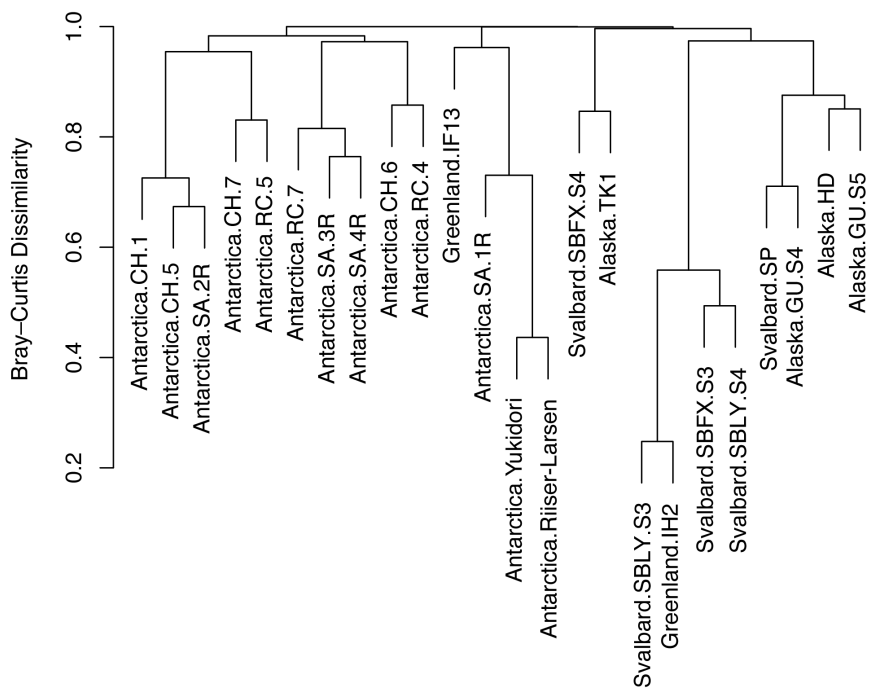 Bray–Curtis Dissimilarity
1.0
0.8
0.6
0.4
0.2
Antarctica.CH.1
Antarctica.CH.5
Antarctica.SA.2R
Antarctica.CH.7
Antarctica.RC.5
Antarctica.RC.7
Antarctica.SA.3R
Antarctica.SA.4R
Antarctica.CH.6
Antarctica.RC.4
Greenland.IF13
Antarctica.SA.1R
Antarctica.Yukidori
Antarctica.Riiser-Larsen
Svalbard.SBFX.S4
Alaska.TK1
Svalbard.SBLY.S3
Greenland.IH2
Svalbard.SBFX.S3
Svalbard.SBLY.S4
Svalbard.SP
Alaska.GU.S4
Alaska.HD
Alaska.GU.S5